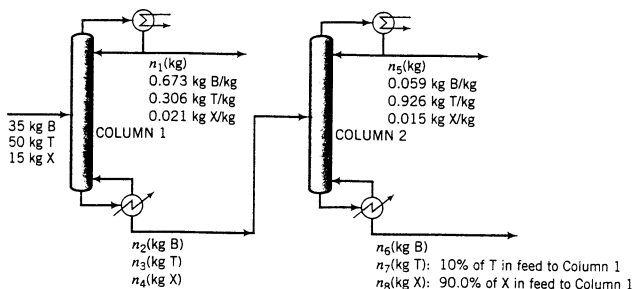 n1(kg)
0.673 kg B/kg
0.306 kg T/kg
0.021 kg X/kg
35 kg B
50 kg T
15 kg X
COLUMN 1
n2(kg B)
n3(kg T)
n4(kg X)
n5(kg)
0.059 kg B/kg
0.926 kg T/kg
0.015 kg X/kg
COLUMN 2
n6(kg B)
n7(kg T): 10% of T in feed to Column 1
n8(kg X): 90.0% of X in feed to Column 1